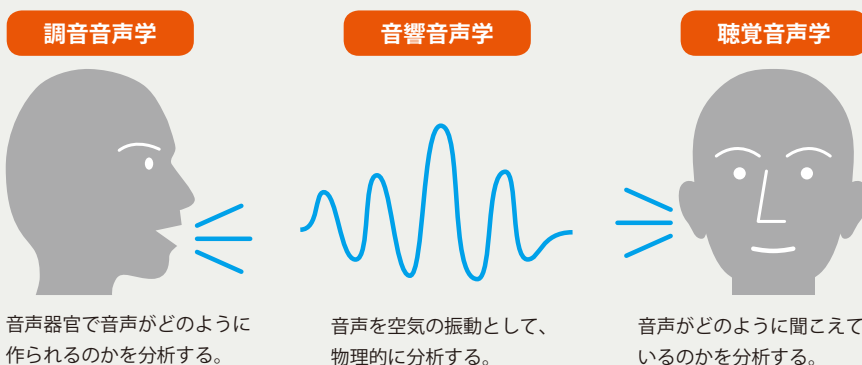 調音音声学
音響音声学
聴覚音声学
音声器官で音声がどのように
作られるのかを分析する。
音声を空気の振動として、
物理的に分析する。
音声がどのように聞こえて
いるのかを分析する。